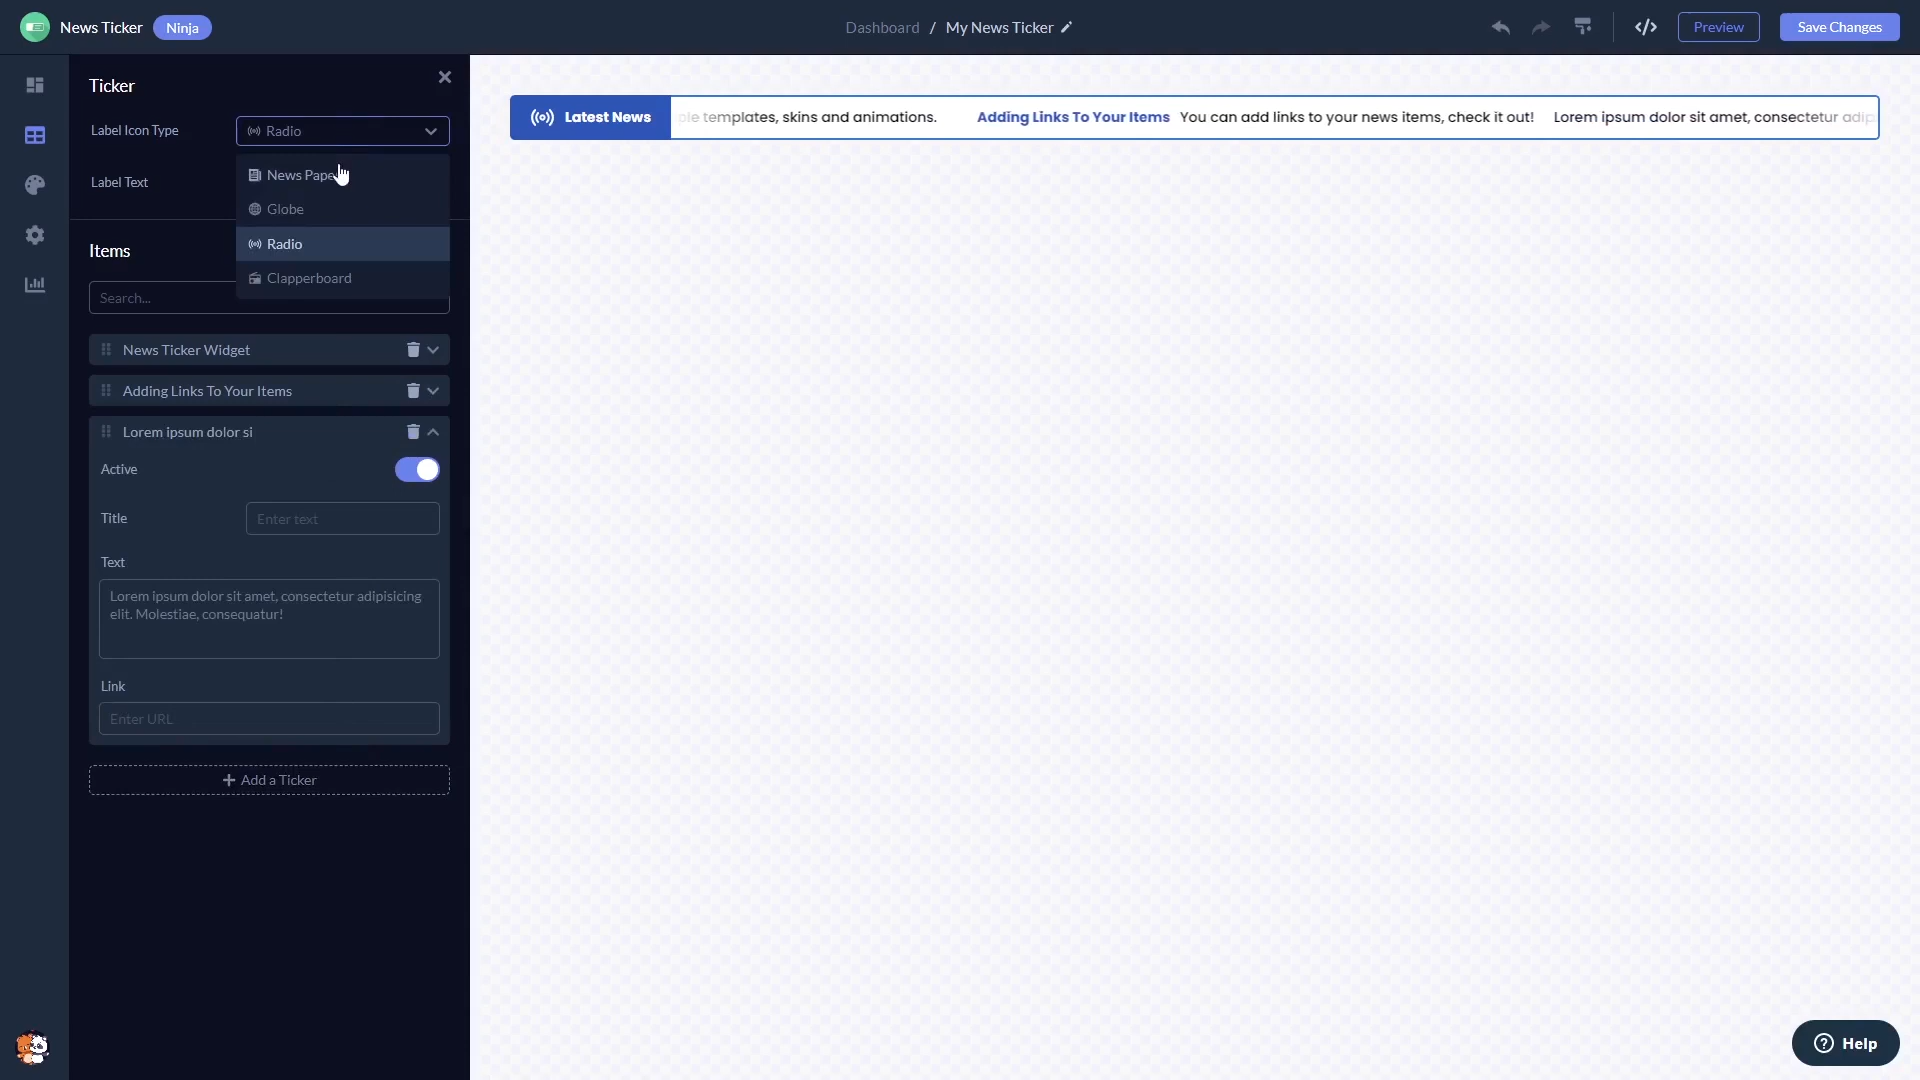 News Ticker
Ninja
Dashboard / My News Ticker
Preview
Save Changes
Ticker
Label Icon Type
Radio
News Pape
Globe
Radio
Clapperboard
Label Text
Items
Search...
News Ticker Widget
Adding Links To Your Items
Lorem ipsum dolor si
Active
Title
Enter text
Text
Lorem ipsum dolor sit amet, consectetur adipisicing
elit. Molestiae, consequatur!
Link
Enter URL
+ Add a Ticker
Latest News
ple templates, skins and animations. Adding Links To Your Items You can add links to your news items, check it out! Lorem ipsum dolor sit amet, consectetur adip
Help